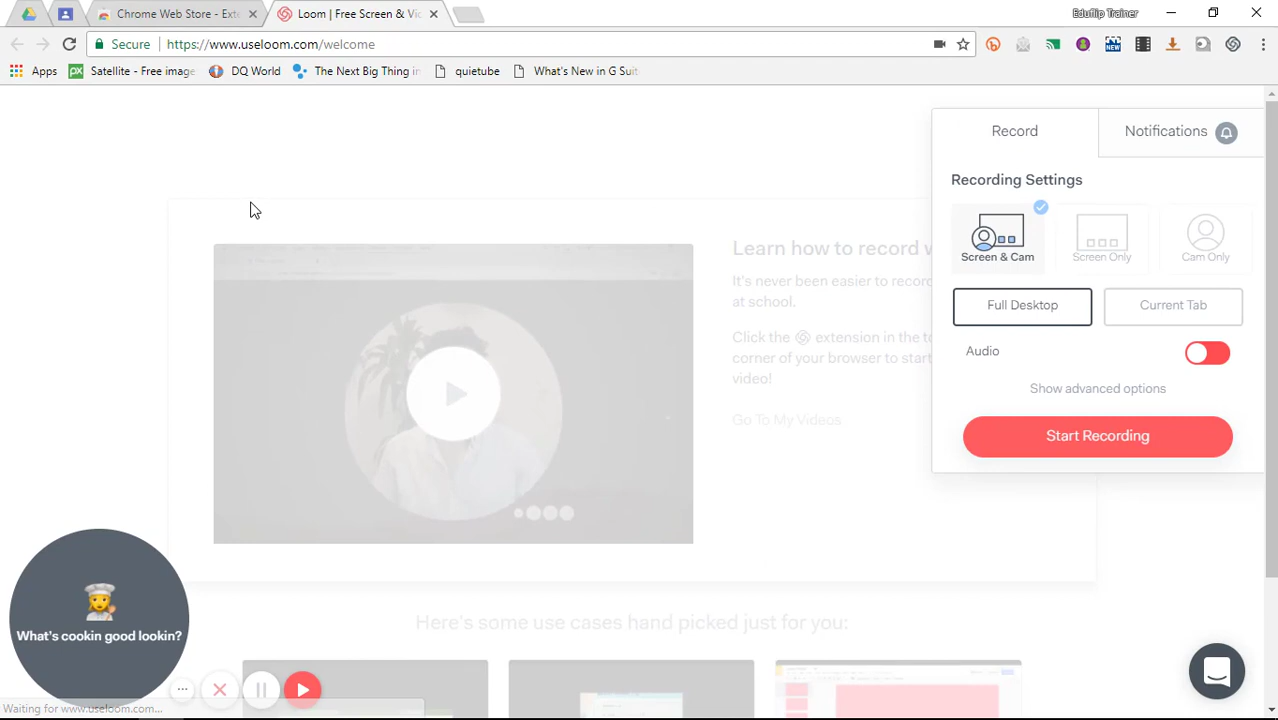 Chrome Web Store - Ext
Loom | Free Screen & Vi
Eduflip Trainer
Secure
https://www.useloom.com/welcome
Apps
Satellite - Free image
DQ World
The Next Big Thing in
quietube
What's New in G Suit
Record
Notifications
Recording Settings
Screen & Cam
Screen Only
Cam Only
Full Desktop
Current Tab
Audio
Show advanced options
Start Recording
Learn how to record w
It's never been easier to record
at school.
Click the extension in the to
corner of your browser to start
video!
Go To My Videos
What's cookin good lookin?
Here's some use cases hand picked just for you:
Waiting for www.useloom.com...